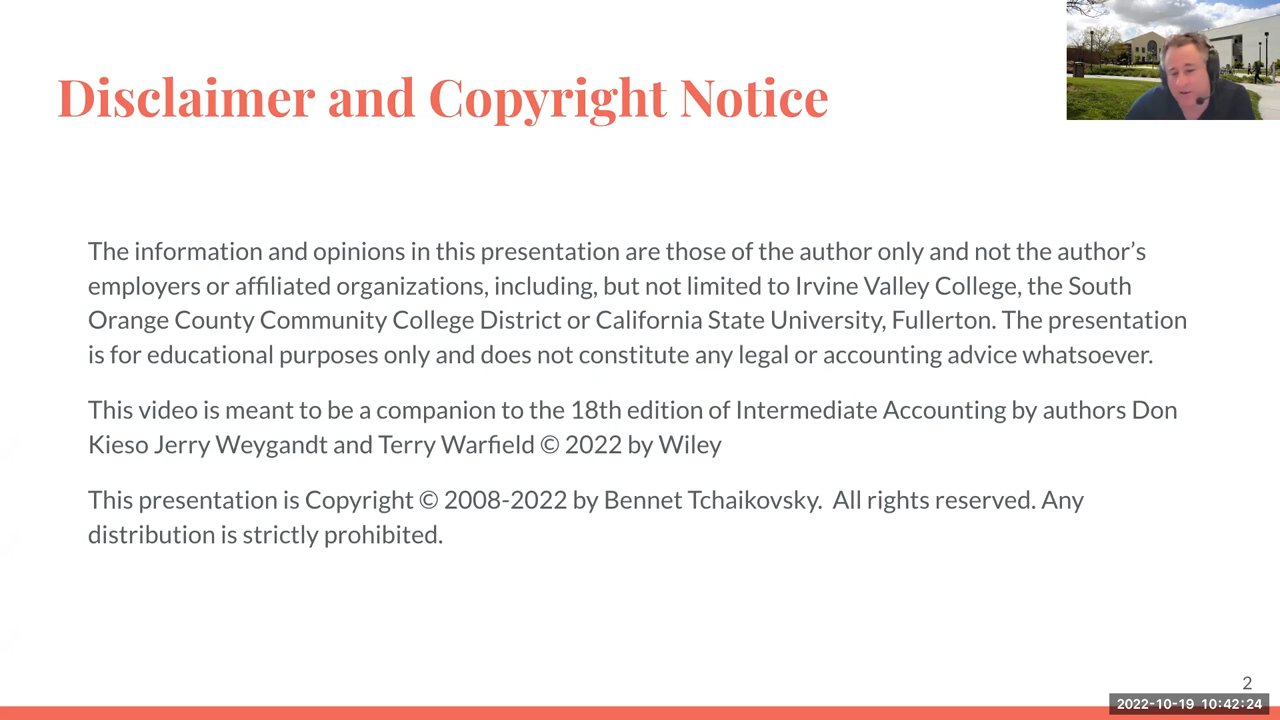 Disclaimer and Copyright Notice
The information and opinions in this presentation are those of the author only and not the author’s
employers or affiliated organizations, including, but not limited to Irvine Valley College, the South
Orange County Community College District or California State University, Fullerton. The presentation
is for educational purposes only and does not constitute any legal or accounting advice whatsoever.
This video is meant to be a companion to the 18th edition of Intermediate Accounting by authors Don
Kieso Jerry Weygandt and Terry Warfield © 2022 by Wiley
This presentation is Copyright © 2008-2022 by Bennet Tchaikovsky.  All rights reserved. Any
distribution is strictly prohibited.
2
2022-10-19 10:42:24